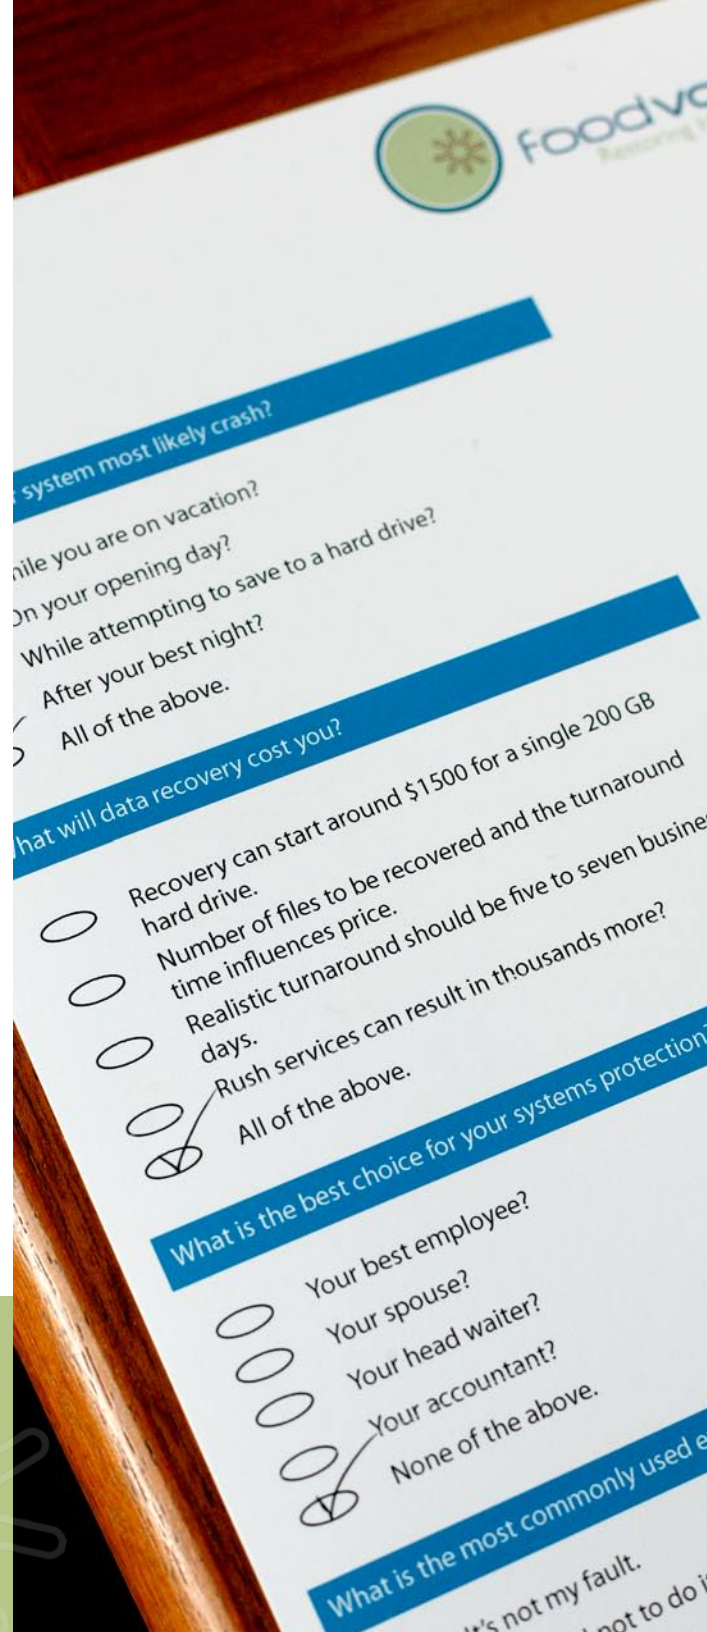 foodv
Restoring
system most likely crash?
you are on vacation?
On your opening day?
While attempting to save to a hard drive?
After your best night?
All of the above.
hat will data recovery cost you?
Recovery can start around $1500 for a single 200 GB
hard drive.
Number of files to be recovered and the turnaround
time influences price.
Realistic turnaround should be five to seven busine
days.
Rush services can result in thousands more?
All of the above.
What is the best choice for your systems protection?
Your best employee?
Your spouse?
Your head waiter?
Your accountant?
None of the above.
What is the most commonly used e
It's not my fault.
not to do i